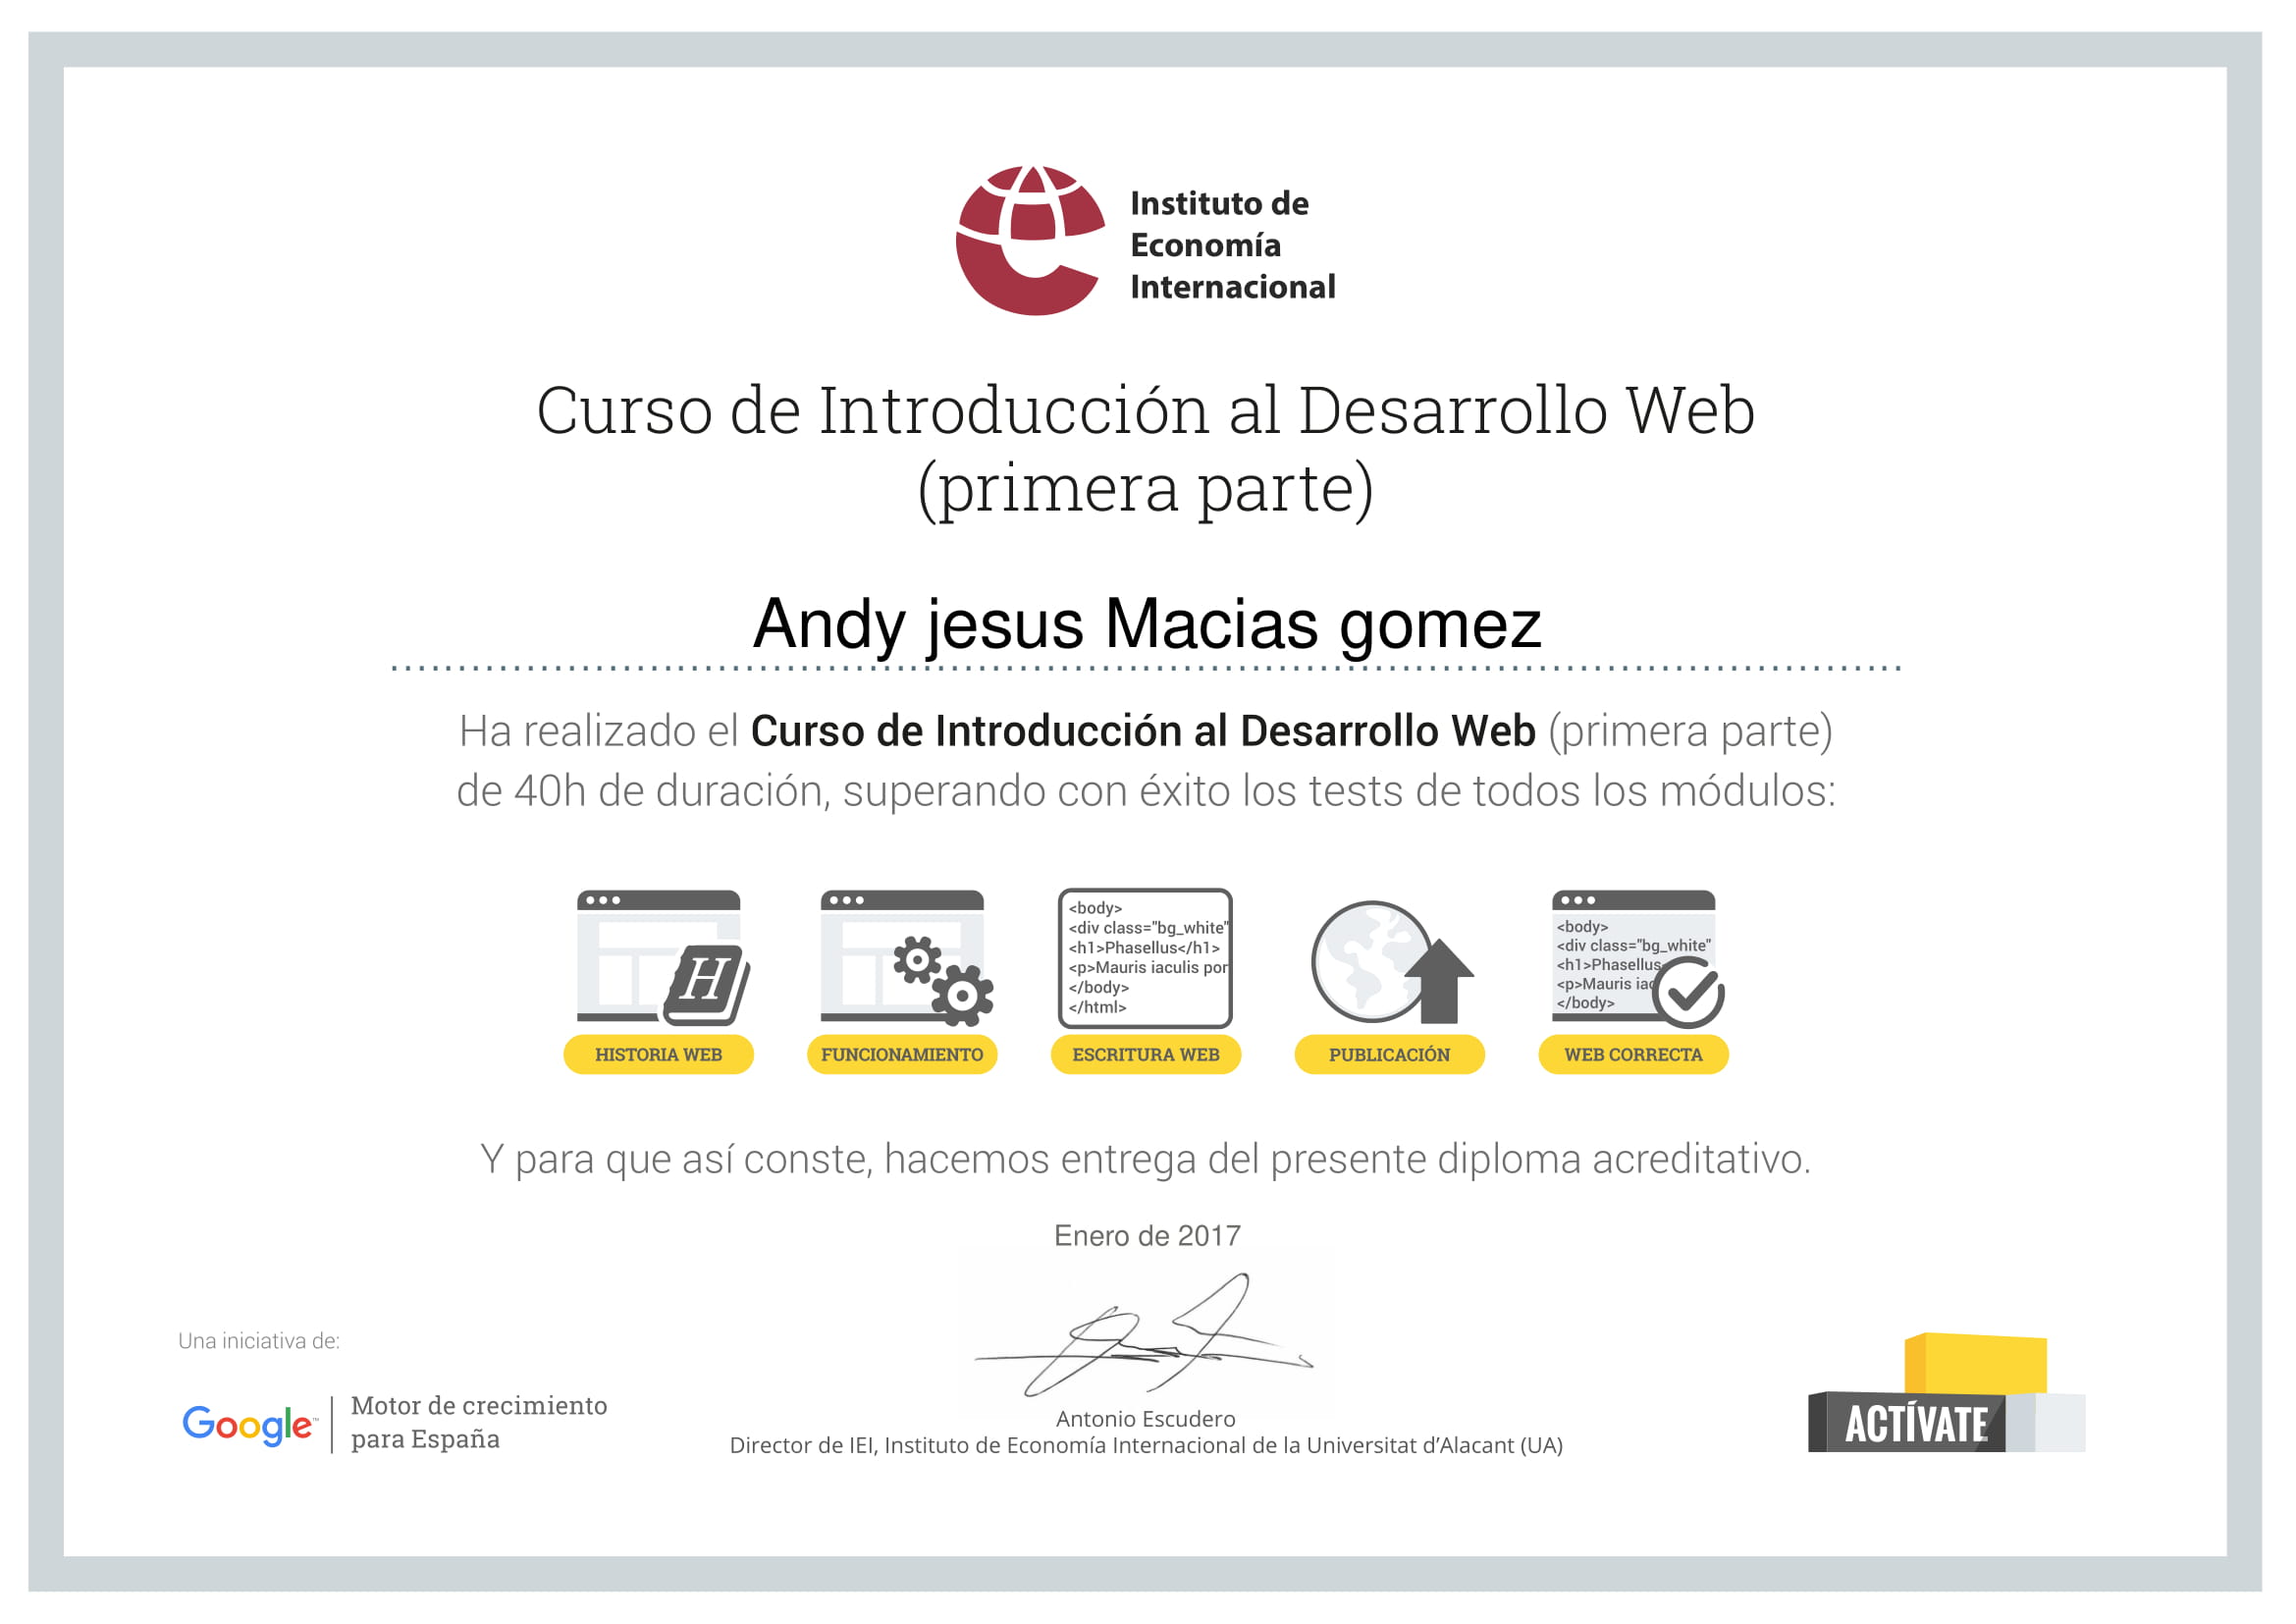 Instituto de
Economía
Internacional
Curso de Introducción al Desarrollo Web
(primera parte)
Andy jesus Macias gomez
Ha realizado el Curso de Introducción al Desarrollo Web (primera parte)
de 40h de duración, superando con éxito los tests de todos los módulos:
H
HISTORIA WEB
FUNCIONAMIENTO
<body>
<div class="bg_white"
<h1>Phasellus</h1>
<p>Mauris iaculis por
</body>
</html>
ESCRITURA WEB
PUBLICACIÓN
<body>
<div class="bg_white"
<h1>Phasellus
<p>Mauris iac
</body>
WEB CORRECTA
Y para que así conste, hacemos entrega del presente diploma acreditativo.
Enero de 2017
Una iniciativa de:
Google™
Motor de crecimiento
para España
Antonio Escudero
Director de IEI, Instituto de Economía Internacional de la Universitat d’Alacant (UA)
ACTÍVATE